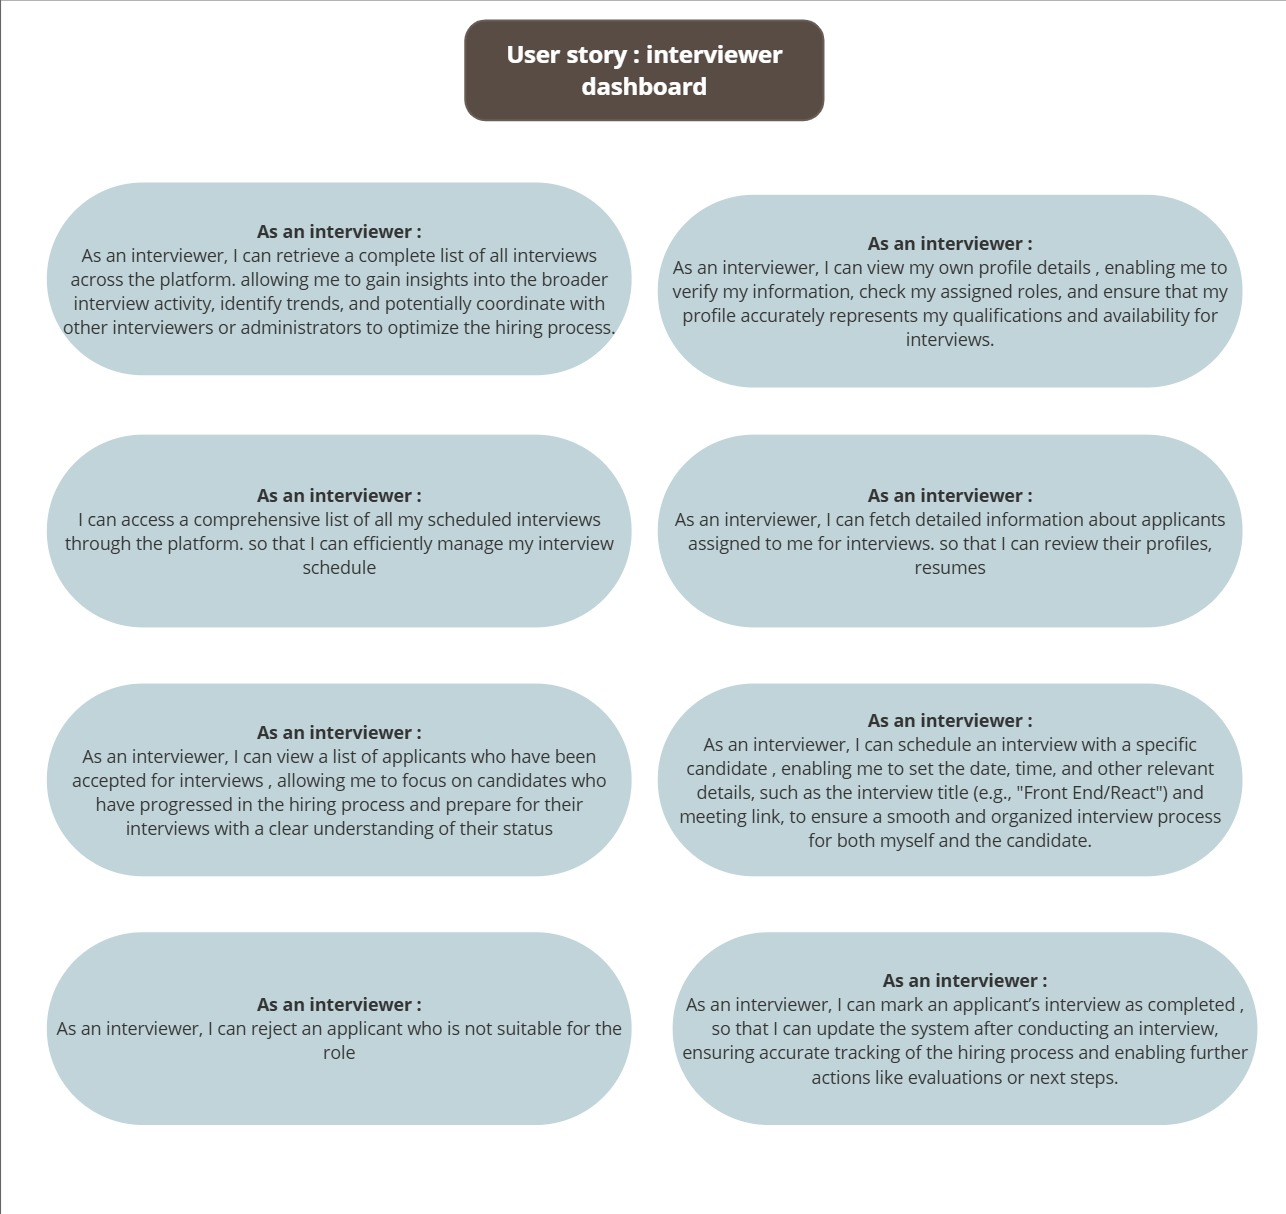 User story : interviewer
dashboard
As an interviewer :
As an interviewer, I can retrieve a complete list of all interviews
across the platform. allowing me to gain insights into the broader
interview activity, identify trends, and potentially coordinate with
other interviewers or administrators to optimize the hiring process.
As an interviewer :
As an interviewer, I can view my own profile details , enabling me to
verify my information, check my assigned roles, and ensure that my
profile accurately represents my qualifications and availability for
interviews.
As an interviewer :
I can access a comprehensive list of all my scheduled interviews
through the platform. so that I can efficiently manage my interview
schedule
As an interviewer :
As an interviewer, I can fetch detailed information about applicants
assigned to me for interviews. so that I can review their profiles,
resumes
As an interviewer :
As an interviewer, I can view a list of applicants who have been
accepted for interviews , allowing me to focus on candidates who
have progressed in the hiring process and prepare for their
interviews with a clear understanding of their status
As an interviewer :
As an interviewer, I can schedule an interview with a specific
candidate , enabling me to set the date, time, and other relevant
details, such as the interview title (e.g., "Front End/React") and
meeting link, to ensure a smooth and organized interview process
for both myself and the candidate.
As an interviewer :
As an interviewer, I can reject an applicant who is not suitable for the
role
As an interviewer :
As an interviewer, I can mark an applicant’s interview as completed ,
so that I can update the system after conducting an interview,
ensuring accurate tracking of the hiring process and enabling further
actions like evaluations or next steps.